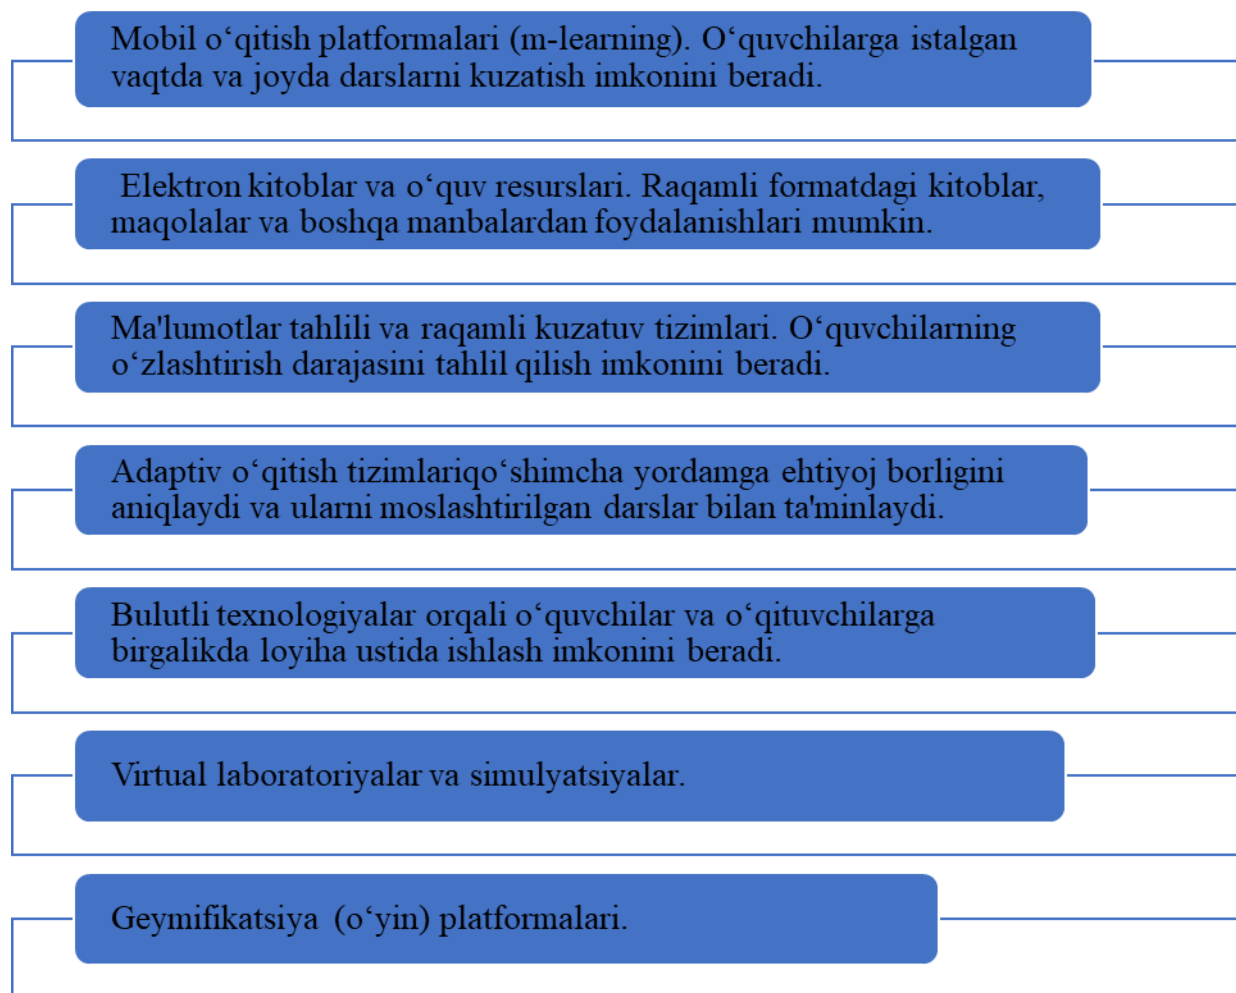 Mobil o‘qitish platformalari (m-learning). O‘quvchilarga istalgan
vaqtda va joyda darslarni kuzatish imkonini beradi.
Elektron kitoblar va o‘quv resurslari. Raqamli formatdagi kitoblar,
maqolalar va boshqa manbalardan foydalanishlari mumkin.
Ma'lumotlar tahlili va raqamli kuzatuv tizimlari. O‘quvchilarning
o‘zlashtirish darajasini tahlil qilish imkonini beradi.
Adaptiv o‘qitish tizimlariqo‘shimcha yordamga ehtiyoj borligini
aniqlaydi va ularni moslashtirilgan darslar bilan ta'minlaydi.
Bulutli texnologiyalar orqali o‘quvchilar va o‘qituvchilarga
birgalikda loyiha ustida ishlash imkonini beradi.
Virtual laboratoriyalar va simulyatsiyalar.
Geymifikatsiya (o‘yin) platformalari.